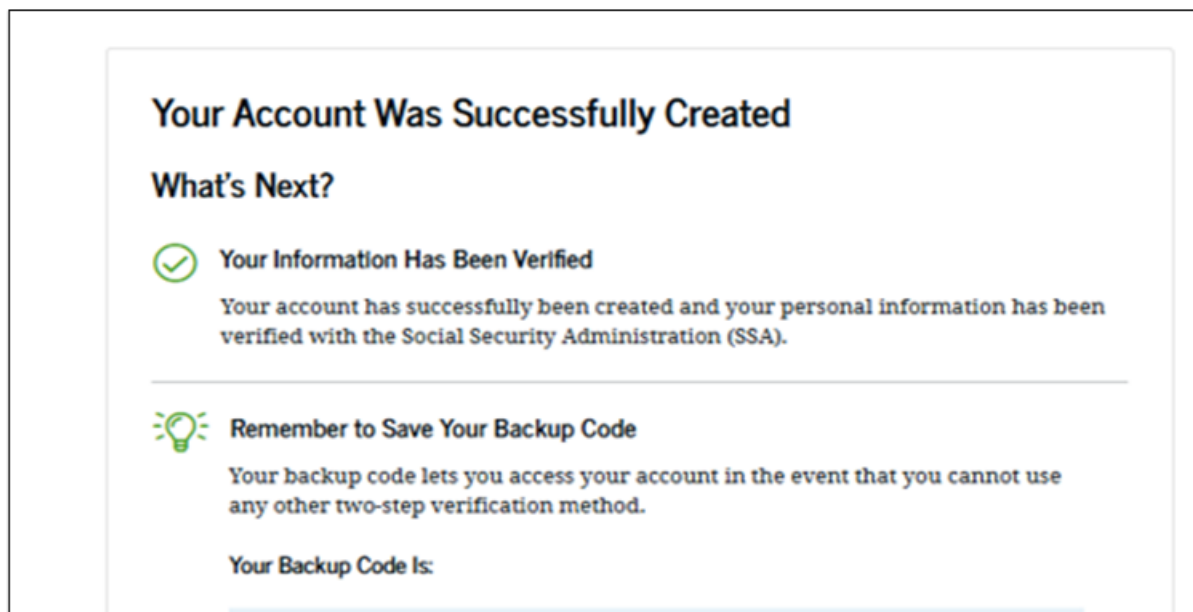 Your Account Was Successfully Created
What's Next?
Your Information Has Been Verified
Your account has successfully been created and your personal information has been
verified with the Social Security Administration (SSA).
Remember to Save Your Backup Code
Your backup code lets you access your account in the event that you cannot use
any other two-step verification method.
Your Backup Code Is: